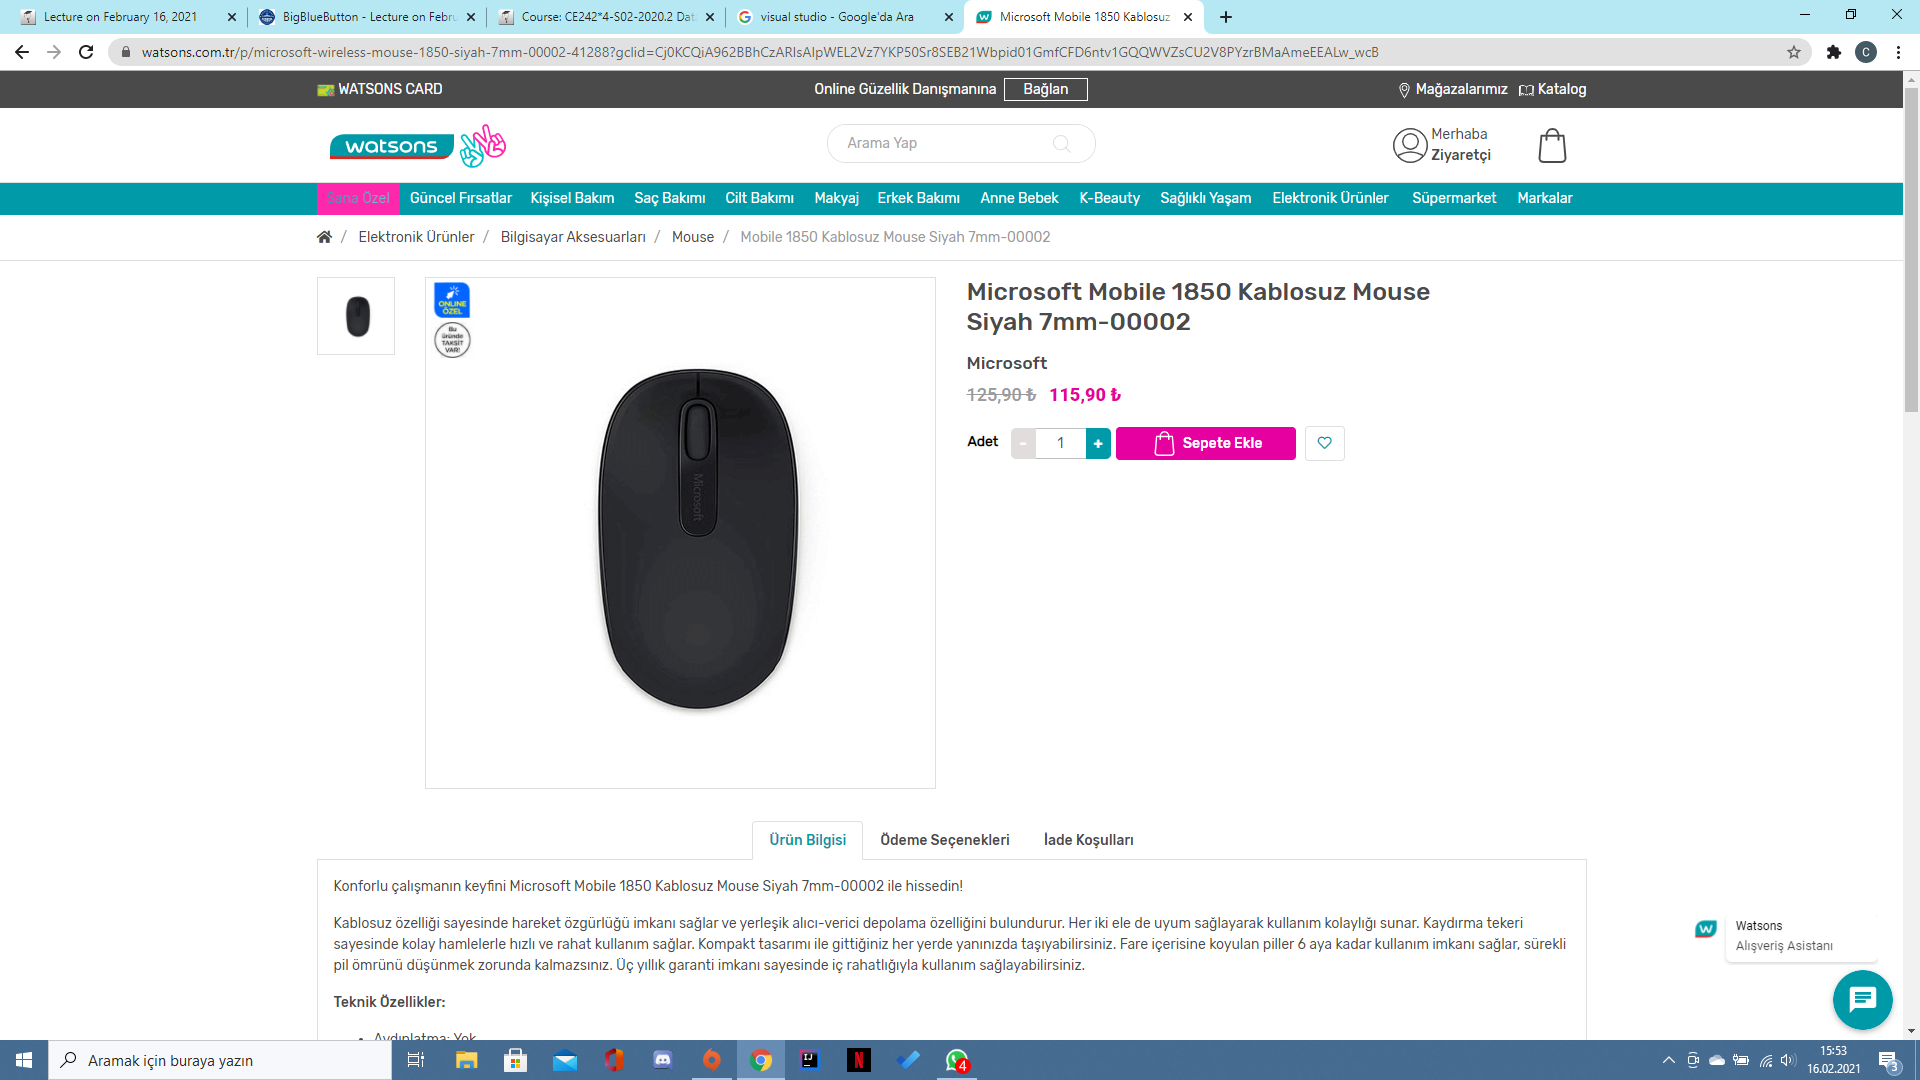 Lecture on February 16, 2021
BigBlueButton - Lecture on Febru
Course: CE242*4-S02-2020.2 Dat
visual studio - Google'da Ara
Microsoft Mobile 1850 Kablosuz
watsons.com.tr/p/microsoft-wireless-mouse-1850-siyah-7mm-00002-41288?gclid=Cj0KCQiA962BBhCzARIsAIpWEL2Vz7YKP50Sr8SEB21Wbpid01GmfCFD6ntv1GQQWVZsCU2V8PYzrBMaAmeEEALw_wcB
C
WATSONS CARD
Online Güzellik Danışmanına
Bağlan
Mağazalarımız
Katalog
watsons
Arama Yap
Merhaba
Ziyaretçi
Sana Özel
Güncel Fırsatlar
Kişisel Bakım
Saç Bakımı
Cilt Bakımı
Makyaj
Erkek Bakımı
Anne Bebek
K-Beauty
Sağlıklı Yaşam
Elektronik Ürünler
Süpermarket
Markalar
/ Elektronik Ürünler / Bilgisayar Aksesuarları / Mouse / Mobile 1850 Kablosuz Mouse Siyah 7mm-00002
ONLINE
ÖZEL
Bu
üründe
TAKSİT
VAR!
Microsoft
Microsoft Mobile 1850 Kablosuz Mouse
Siyah 7mm-00002
Microsoft
125,90 ₺ 115,90 ₺
Adet
- 1 +
Sepete Ekle
Ürün Bilgisi
Ödeme Seçenekleri
İade Koşulları
Konforlu çalışmanın keyfini Microsoft Mobile 1850 Kablosuz Mouse Siyah 7mm-00002 ile hissedin!
Kablosuz özelliği sayesinde hareket özgürlüğü imkanı sağlar ve yerleşik alıcı-verici depolama özelliğini bulundurur. Her iki ele de uyum sağlayarak kullanım kolaylığı sunar. Kaydırma tekeri
sayesinde kolay hamlelerle hızlı ve rahat kullanım sağlar. Kompakt tasarımı ile gittiğiniz her yerde yanınızda taşıyabilirsiniz. Fare içerisine koyulan piller 6 aya kadar kullanım imkanı sağlar, sürekli
pil ömrünü düşünmek zorunda kalmazsınız. Üç yıllık garanti imkanı sayesinde iç rahatlığıyla kullanım sağlayabilirsiniz.
Teknik Özellikler:
• Aydınlatma: Yok
Watsons
Alışveriş Asistanı
Aramak için buraya yazın
4
15:53
16.02.2021
3